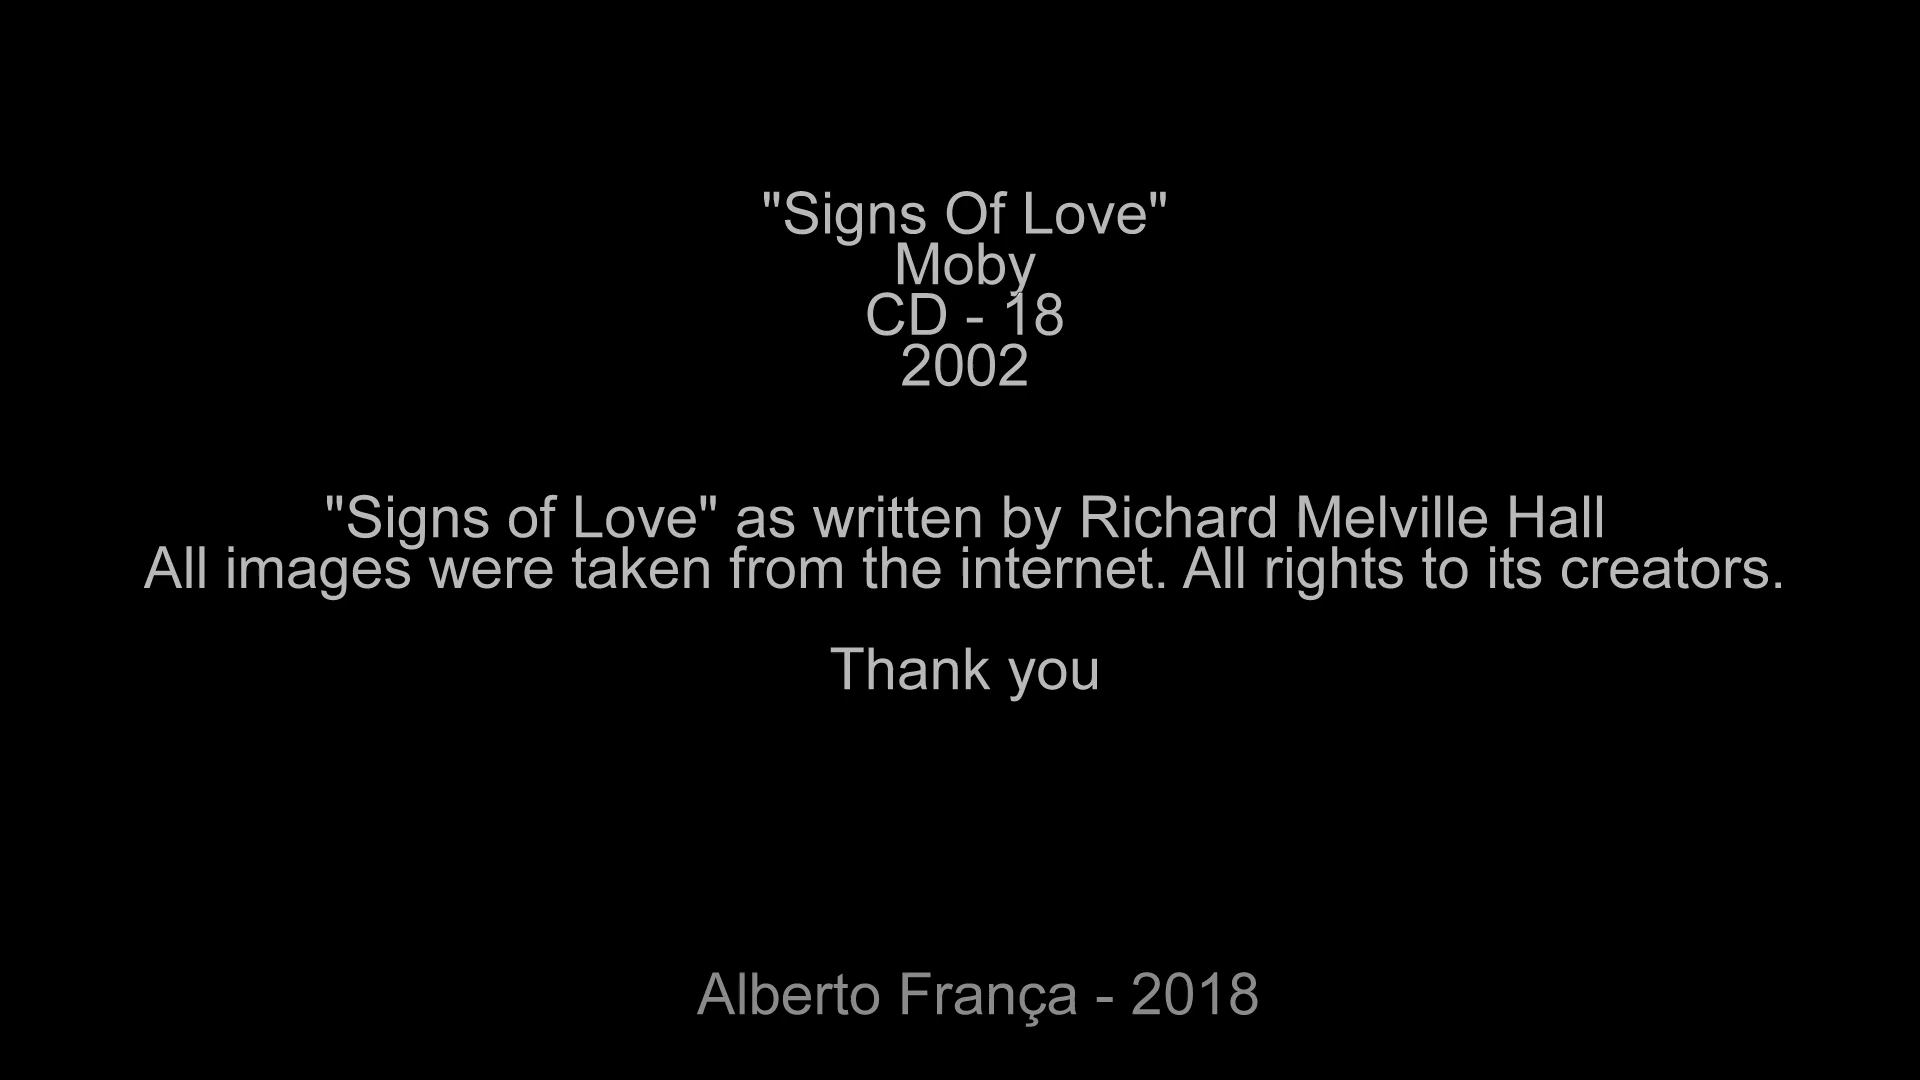 "Signs Of Love"
Moby
CD - 18
2002
"Signs of Love" as written by Richard Melville Hall
All images were taken from the internet. All rights to its creators.
Thank you
Alberto França - 2018